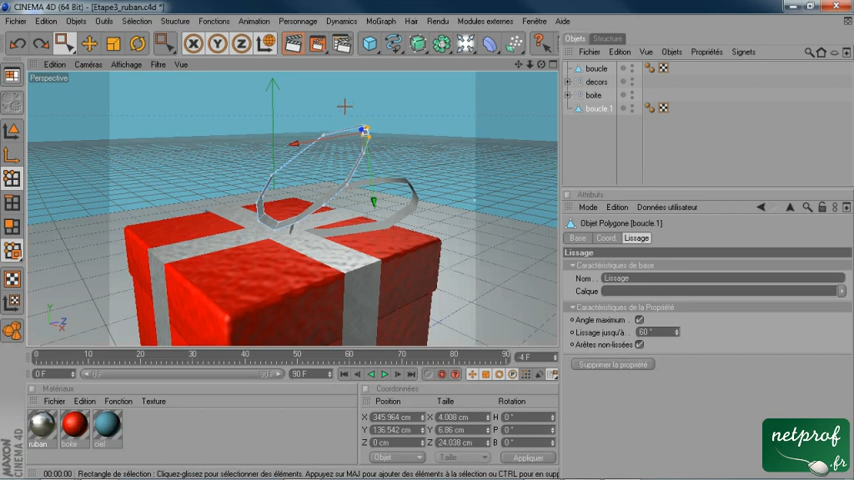 CINEMA 4D (64 Bit) - [Etape3_ruban.c4d *]
Fichier Edition Objets Outils Sélection Structure Fonctions Animation Personnage Dynamics MoGraph Hair Rendu Modules externes Fenêtre Aide
X Y Z
Objets Structure
Fichier Edition Vue Objets Propriétés Signets
boucle
decors
boite
boucle.1
Edition Caméras Affichage Filtre Vue
Perspective
Y
Z
X
Attributs
Mode Edition Données utilisateur
Objet Polygone [boucle.1]
Base Coord. Lissage
Lissage
Caractéristiques de base
Nom Lissage
Calque
Caractéristiques de la Propriété
Angle maximum
Lissage jusqu'à 60 °
Arêtes non-lissées
Supprimer la propriété
0 10 20 30 40 50 60 70 80 90 -4 F
0 F 0 F 90 F 90 F
Matériaux
Fichier Edition Fonction Texture
ruban boite ciel
Coordonnées
Position Taille Rotation
X 345.964 cm X 4.008 cm H 0 °
Y 136.542 cm Y 6.86 cm P 0 °
Z 0 cm Z 24.038 cm B 0 °
Objet Taille Appliquer
MAXON CINEMA 4D
00:00:00 Rectangle de sélection : Cliquez-glissez pour sélectionner des éléments. Appuyez sur MAJ pour ajouter des éléments à la sélection ou CTRL pour en supp
netprof
.fr